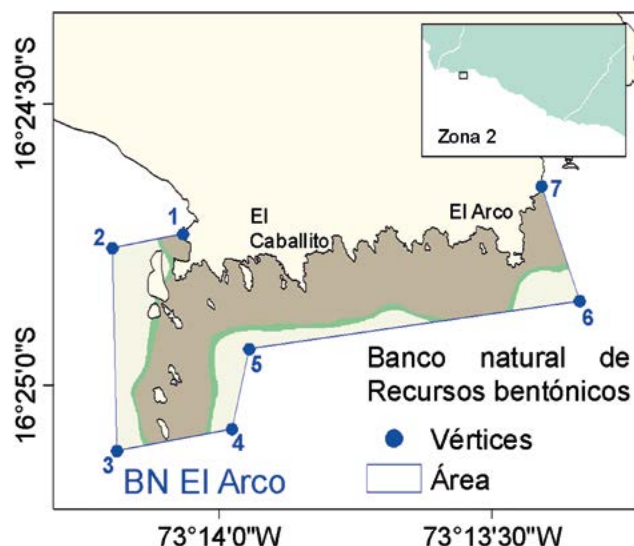 16°24'30"S
Zona 2
7
1
El
Caballito
El Arco
2
6
5
Banco natural de
Recursos bentónicos
16°25'0"S
4
Vértices
3
BN El Arco
Área
73°14'0"W
73°13'30"W